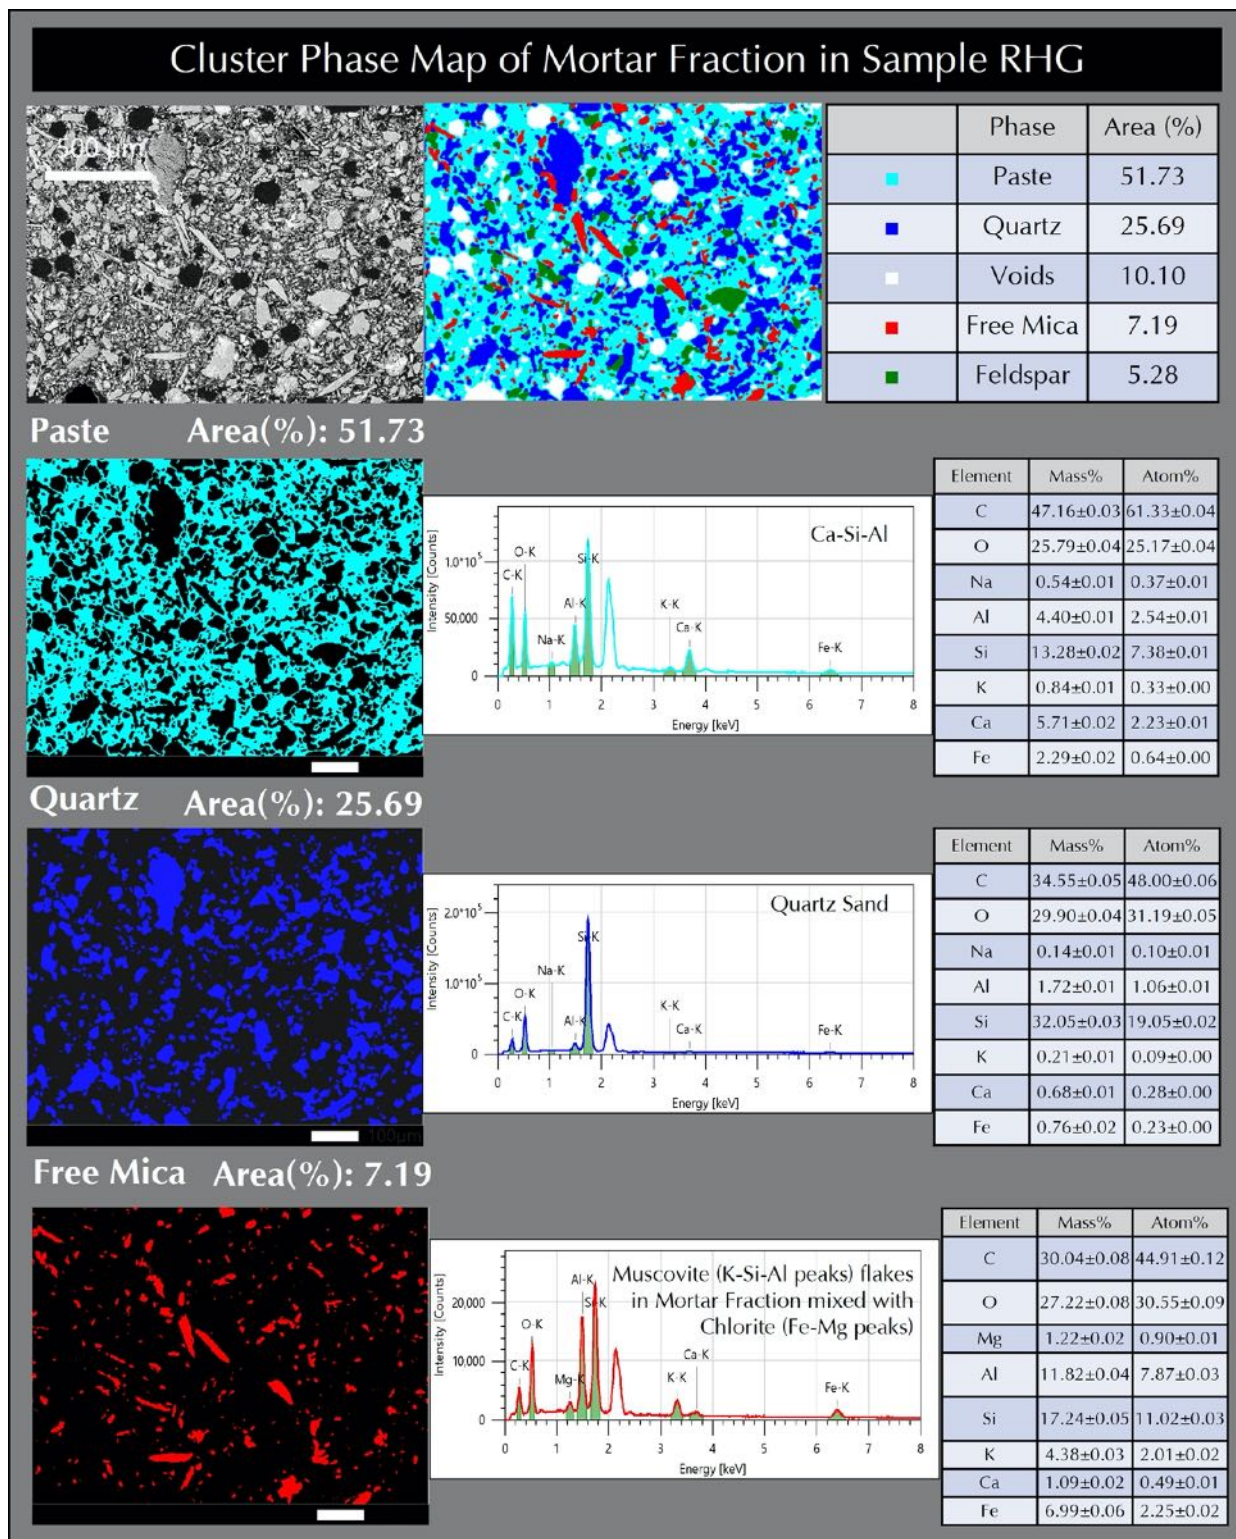 Cluster Phase Map of Mortar Fraction in Sample RHG
500 µm
Phase Area (%)
Paste 51.73
Quartz 25.69
Voids 10.10
Free Mica 7.19
Feldspar 5.28
Paste Area(%): 51.73
Ca-Si-Al
Intensity [Counts]
1.0*10^5
50,000
0
C-K
O-K
Na-K
Al-K
Si-K
K-K
Ca-K
Fe-K
0 1 2 3 4 5 6 7 8
Energy [keV]
Element Mass% Atom%
C 47.16±0.03 61.33±0.04
O 25.79±0.04 25.17±0.04
Na 0.54±0.01 0.37±0.01
Al 4.40±0.01 2.54±0.01
Si 13.28±0.02 7.38±0.01
K 0.84±0.01 0.33±0.00
Ca 5.71±0.02 2.23±0.01
Fe 2.29±0.02 0.64±0.00
Quartz Area(%): 25.69
100µm
Quartz Sand
Intensity [Counts]
2.0*10^5
1.0*10^5
0
C-K
O-K
Na-K
Al-K
Si-K
K-K
Ca-K
Fe-K
0 1 2 3 4 5 6 7 8
Energy [keV]
Element Mass% Atom%
C 34.55±0.05 48.00±0.06
O 29.90±0.04 31.19±0.05
Na 0.14±0.01 0.10±0.01
Al 1.72±0.01 1.06±0.01
Si 32.05±0.03 19.05±0.02
K 0.21±0.01 0.09±0.00
Ca 0.68±0.01 0.28±0.00
Fe 0.76±0.02 0.23±0.00
Free Mica Area(%): 7.19
Muscovite (K-Si-Al peaks) flakes
in Mortar Fraction mixed with
Chlorite (Fe-Mg peaks)
Intensity [Counts]
20,000
10,000
0
C-K
O-K
Mg-K
Al-K
Si-K
K-K
Ca-K
Fe-K
0 1 2 3 4 5 6 7 8
Energy [keV]
Element Mass% Atom%
C 30.04±0.08 44.91±0.12
O 27.22±0.08 30.55±0.09
Mg 1.22±0.02 0.90±0.01
Al 11.82±0.04 7.87±0.03
Si 17.24±0.05 11.02±0.03
K 4.38±0.03 2.01±0.02
Ca 1.09±0.02 0.49±0.01
Fe 6.99±0.06 2.25±0.02